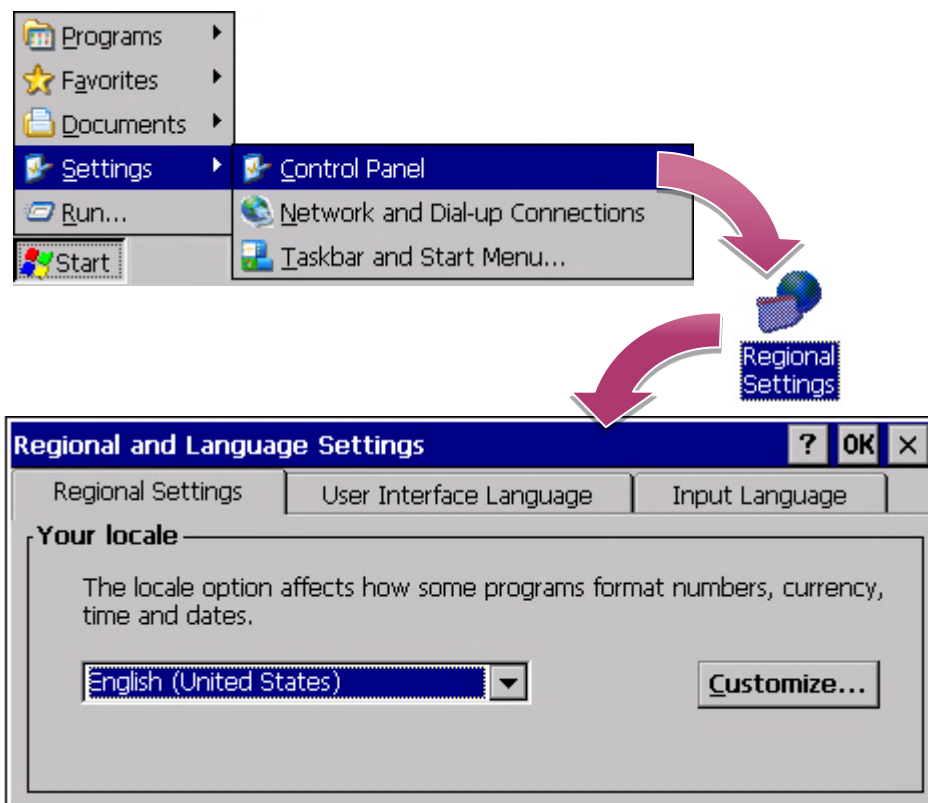 Programs
Favorites
Documents
Settings
Run...
Start
Control Panel
Network and Dial-up Connections
Taskbar and Start Menu...
Regional
Settings
Regional and Language Settings
? OK ×
Regional Settings
User Interface Language
Input Language
Your locale
The locale option affects how some programs format numbers, currency,
time and dates.
English (United States)
Customize...